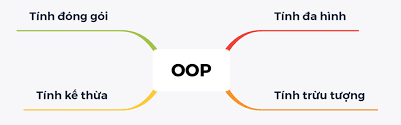 Tính đóng gói
Tính đa hình
OOP
Tính kế thừa
Tính trừu tượng